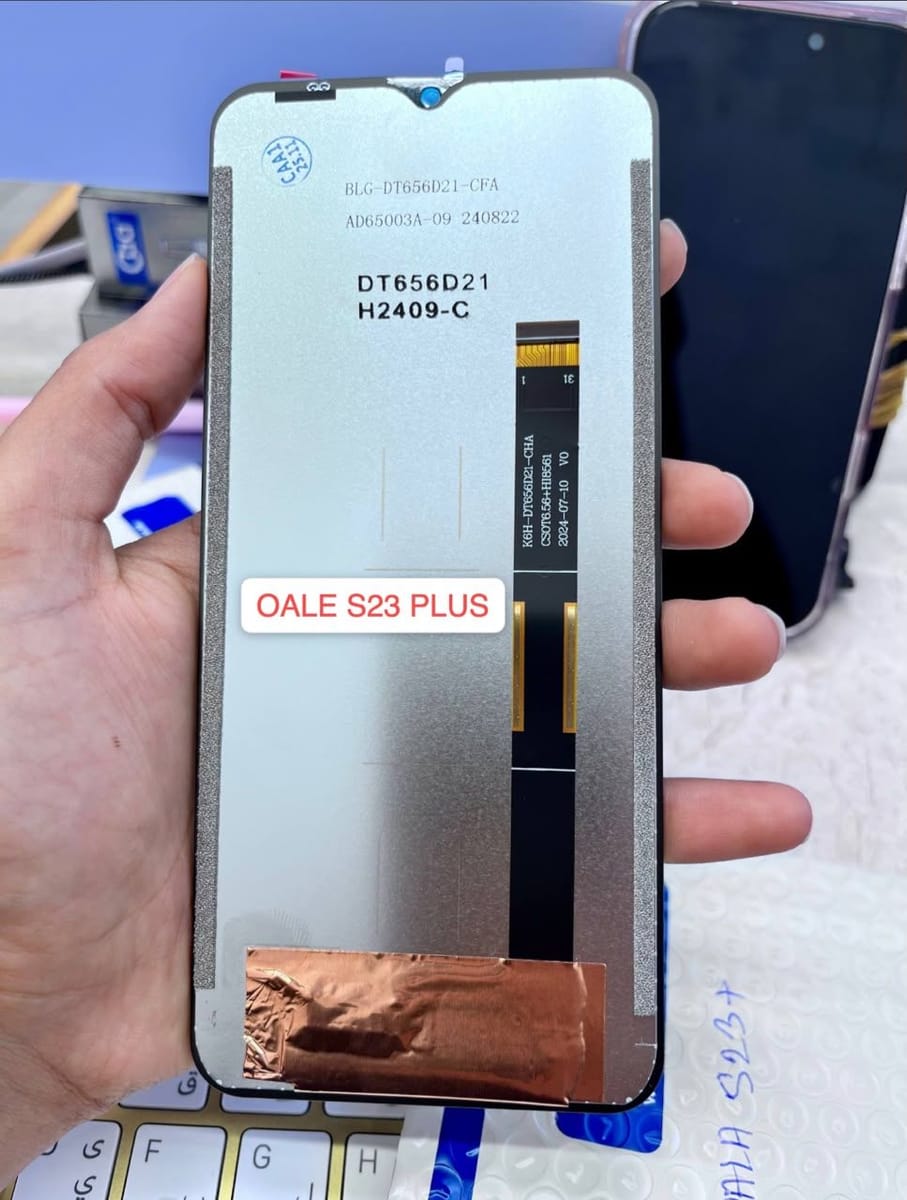 CAA1
25.11
BLG-DT656D21-CFA
AD65003A-09 240822
DT656D21
H2409-C
1 31
K6H-DT656D21-CHA
CSOT6.56+HI8561
2024-07-10 V0
OALE S23 PLUS
S23+
ق
ى
ي
F
G
H